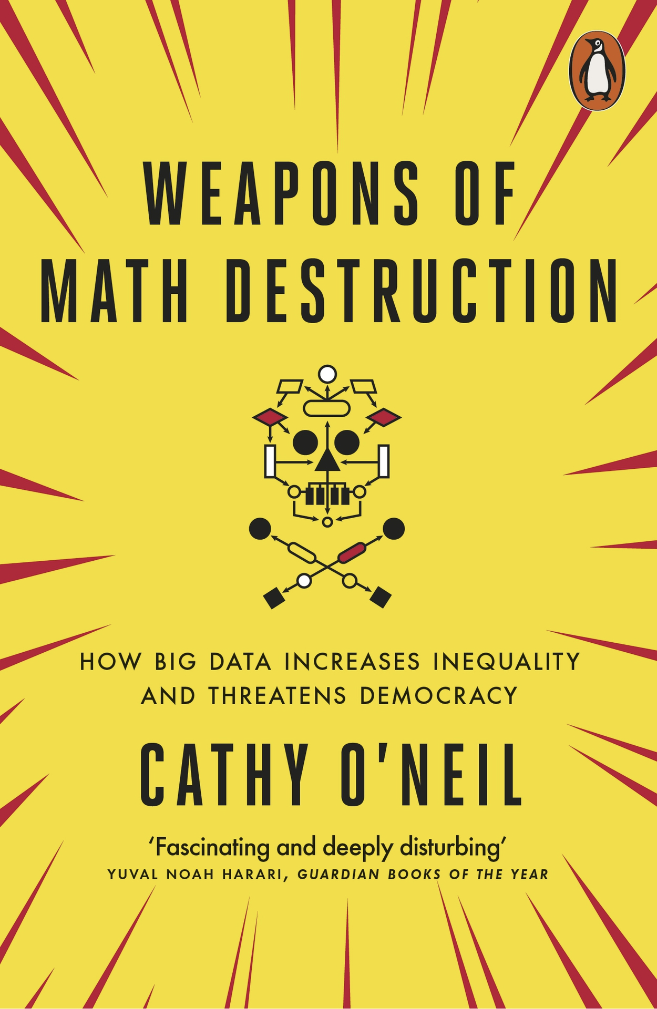 WEAPONS OF
MATH DESTRUCTION
HOW BIG DATA INCREASES INEQUALITY
AND THREATENS DEMOCRACY
CATHY O'NEIL
‘Fascinating and deeply disturbing’
YUVAL NOAH HARARI, GUARDIAN BOOKS OF THE YEAR